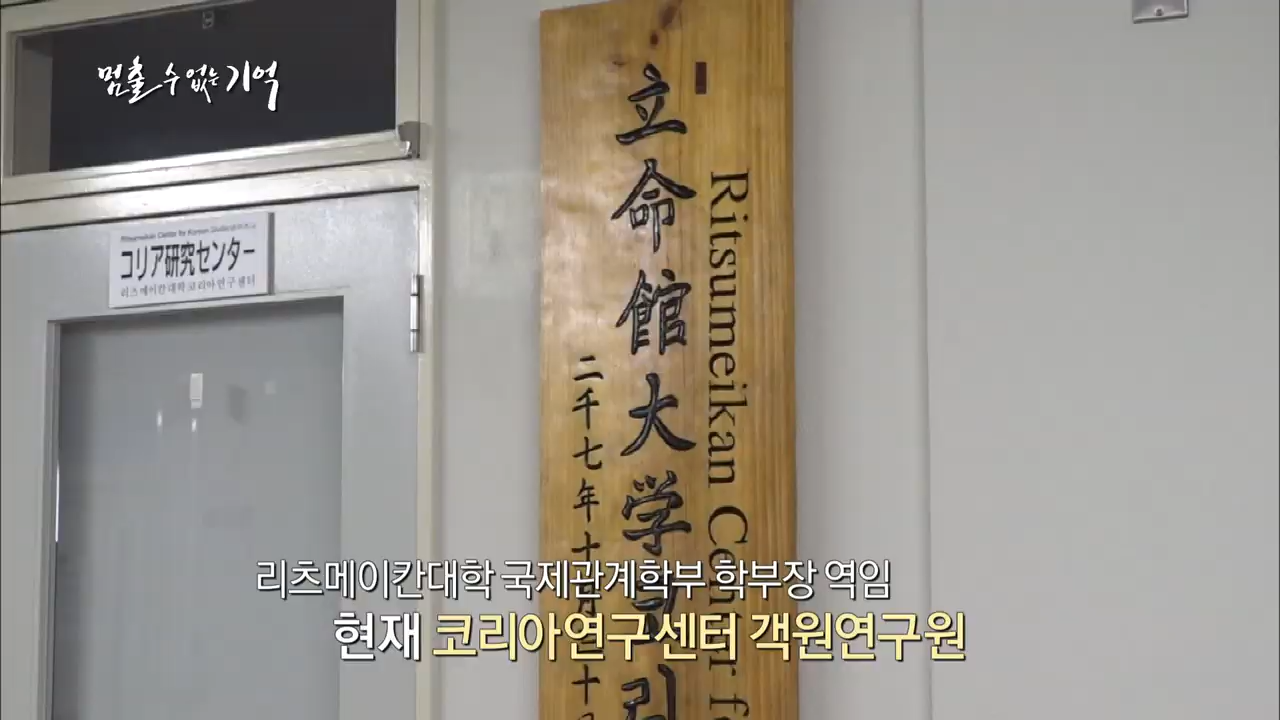 멈출 수 없는 기억
コリア研究センター
리츠메이칸대학코리아연구센터
立命館大学
Ritsumeikan Center f
二千七年十
리츠메이칸대학 국제관계학부 학부장 역임
현재 코리아연구센터 객원연구원